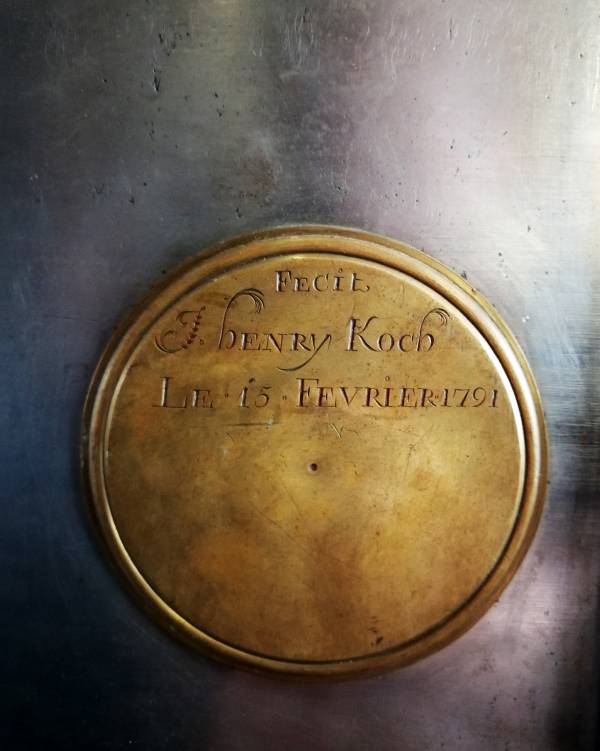 Fecit
J. henry Koch
Le · 15 · Fevrier · 1791